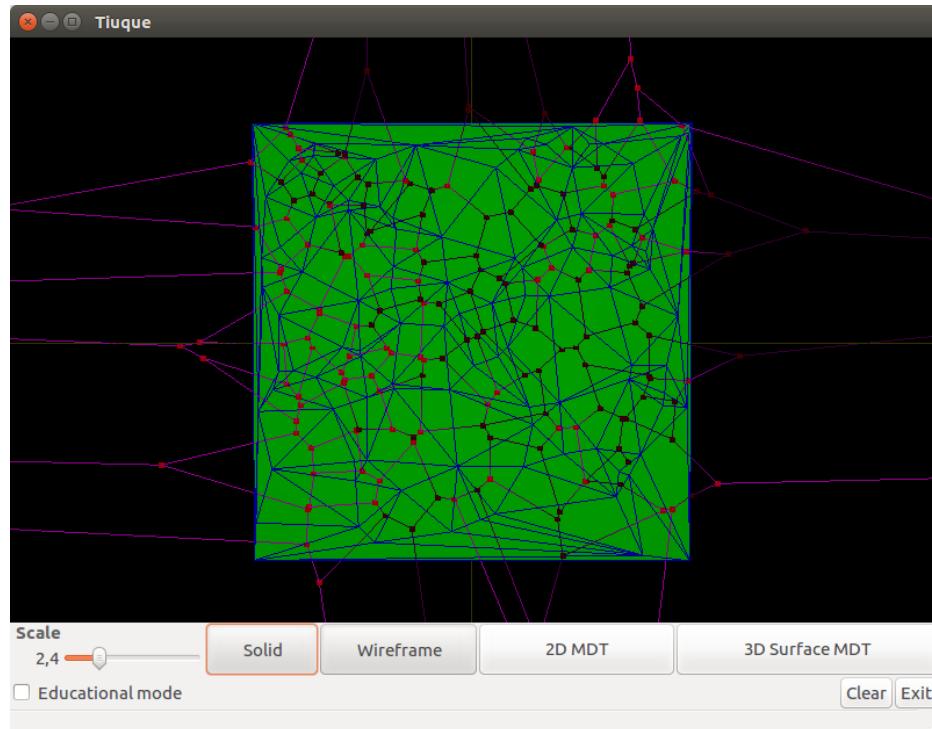 Tiuque
Scale
2,4
Solid
Wireframe
2D MDT
3D Surface MDT
Educational mode
Clear
Exit